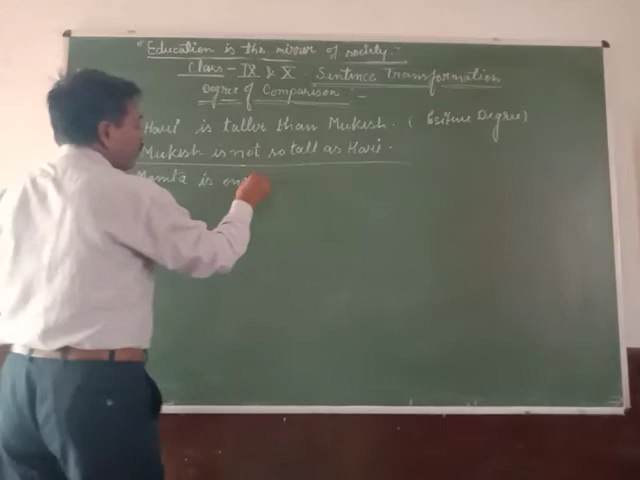 "Education is the mirror of society".
Class - IX & X. Sentence Transformation
Degree of Comparison:-
Hari is taller than Mukesh. ( Positive Degree)
Mukesh is not so tall as Hari.
Mamta is one